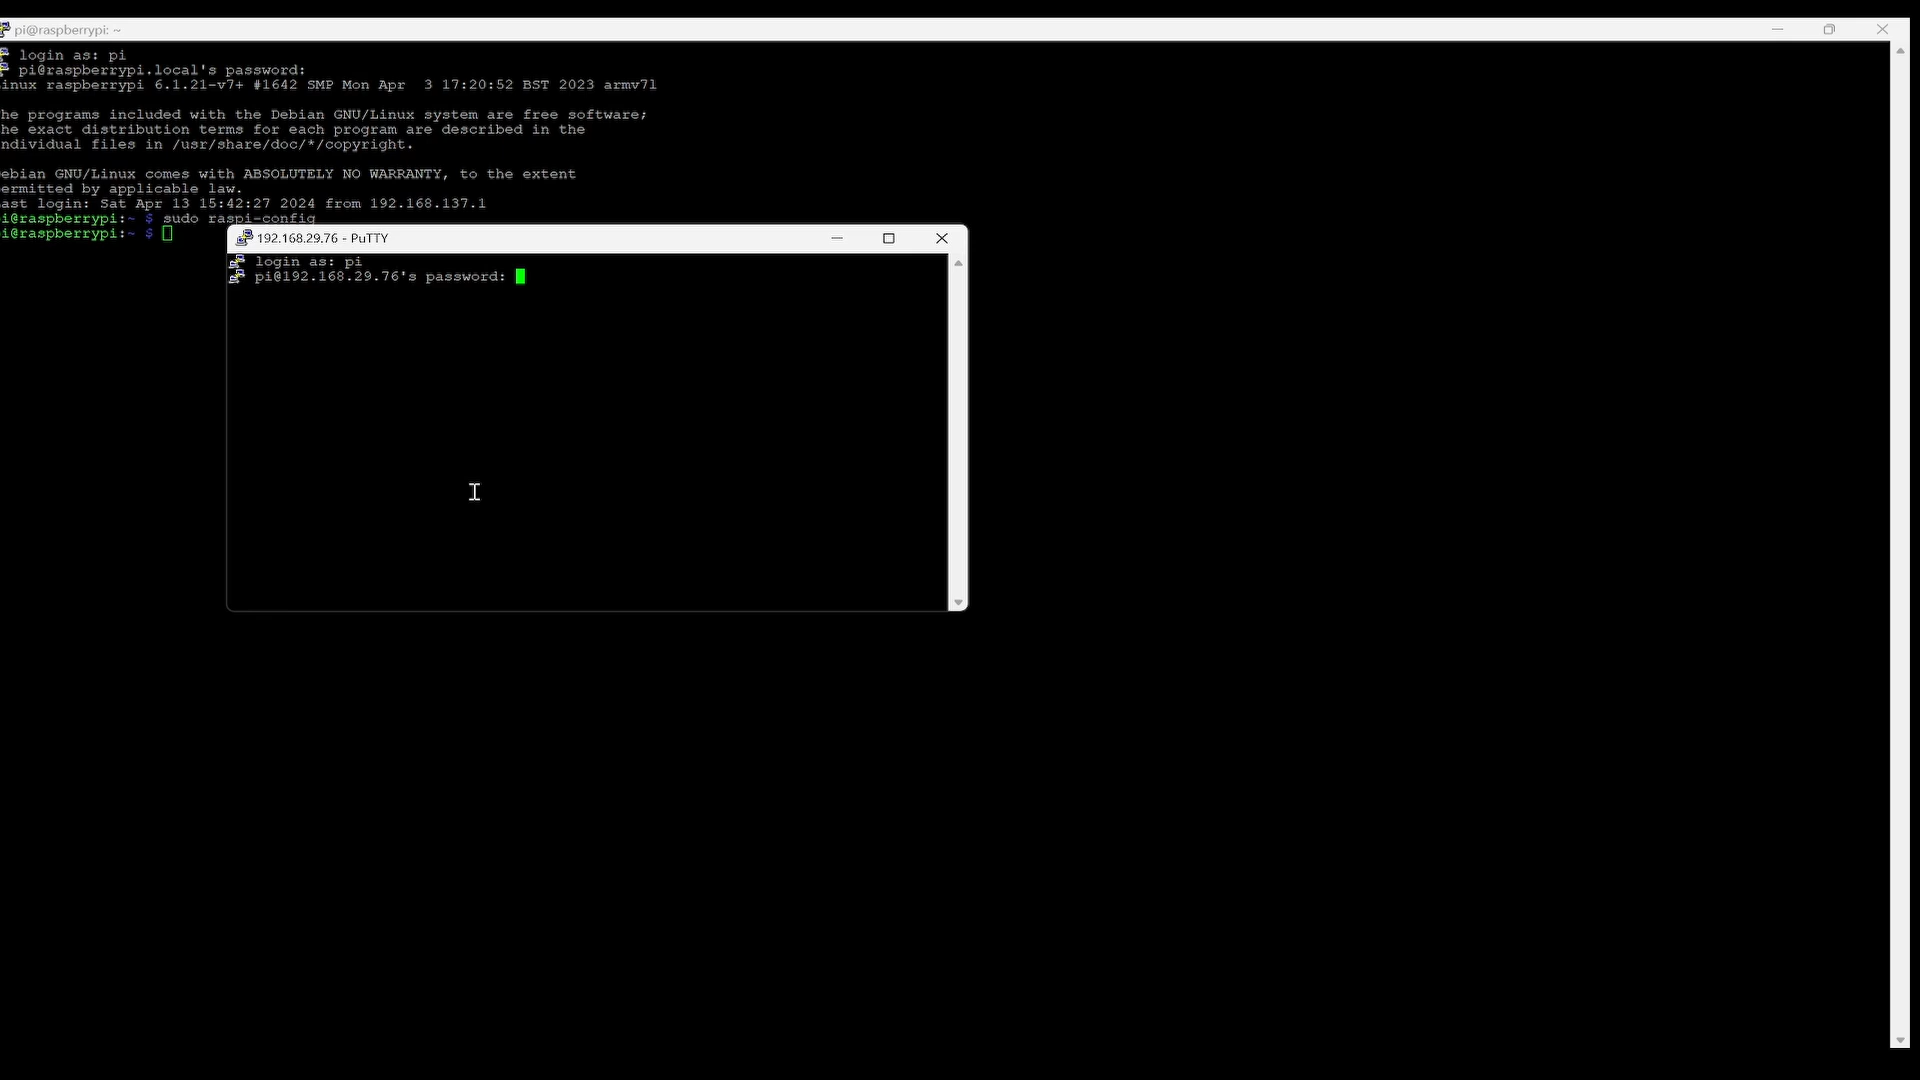 pi@raspberrypi: ~
login as: pi
pi@raspberrypi.local's password:
inux raspberrypi 6.1.21-v7+ #1642 SMP Mon Apr  3 17:20:52 BST 2023 armv7l
he programs included with the Debian GNU/Linux system are free software;
he exact distribution terms for each program are described in the
ndividual files in /usr/share/doc/*/copyright.
ebian GNU/Linux comes with ABSOLUTELY NO WARRANTY, to the extent
ermitted by applicable law.
ast login: Sat Apr 13 15:42:27 2024 from 192.168.137.1
i@raspberrypi:~ $ sudo raspi-config
i@raspberrypi:~ $
192.168.29.76 - PuTTY
login as: pi
pi@192.168.29.76's password: